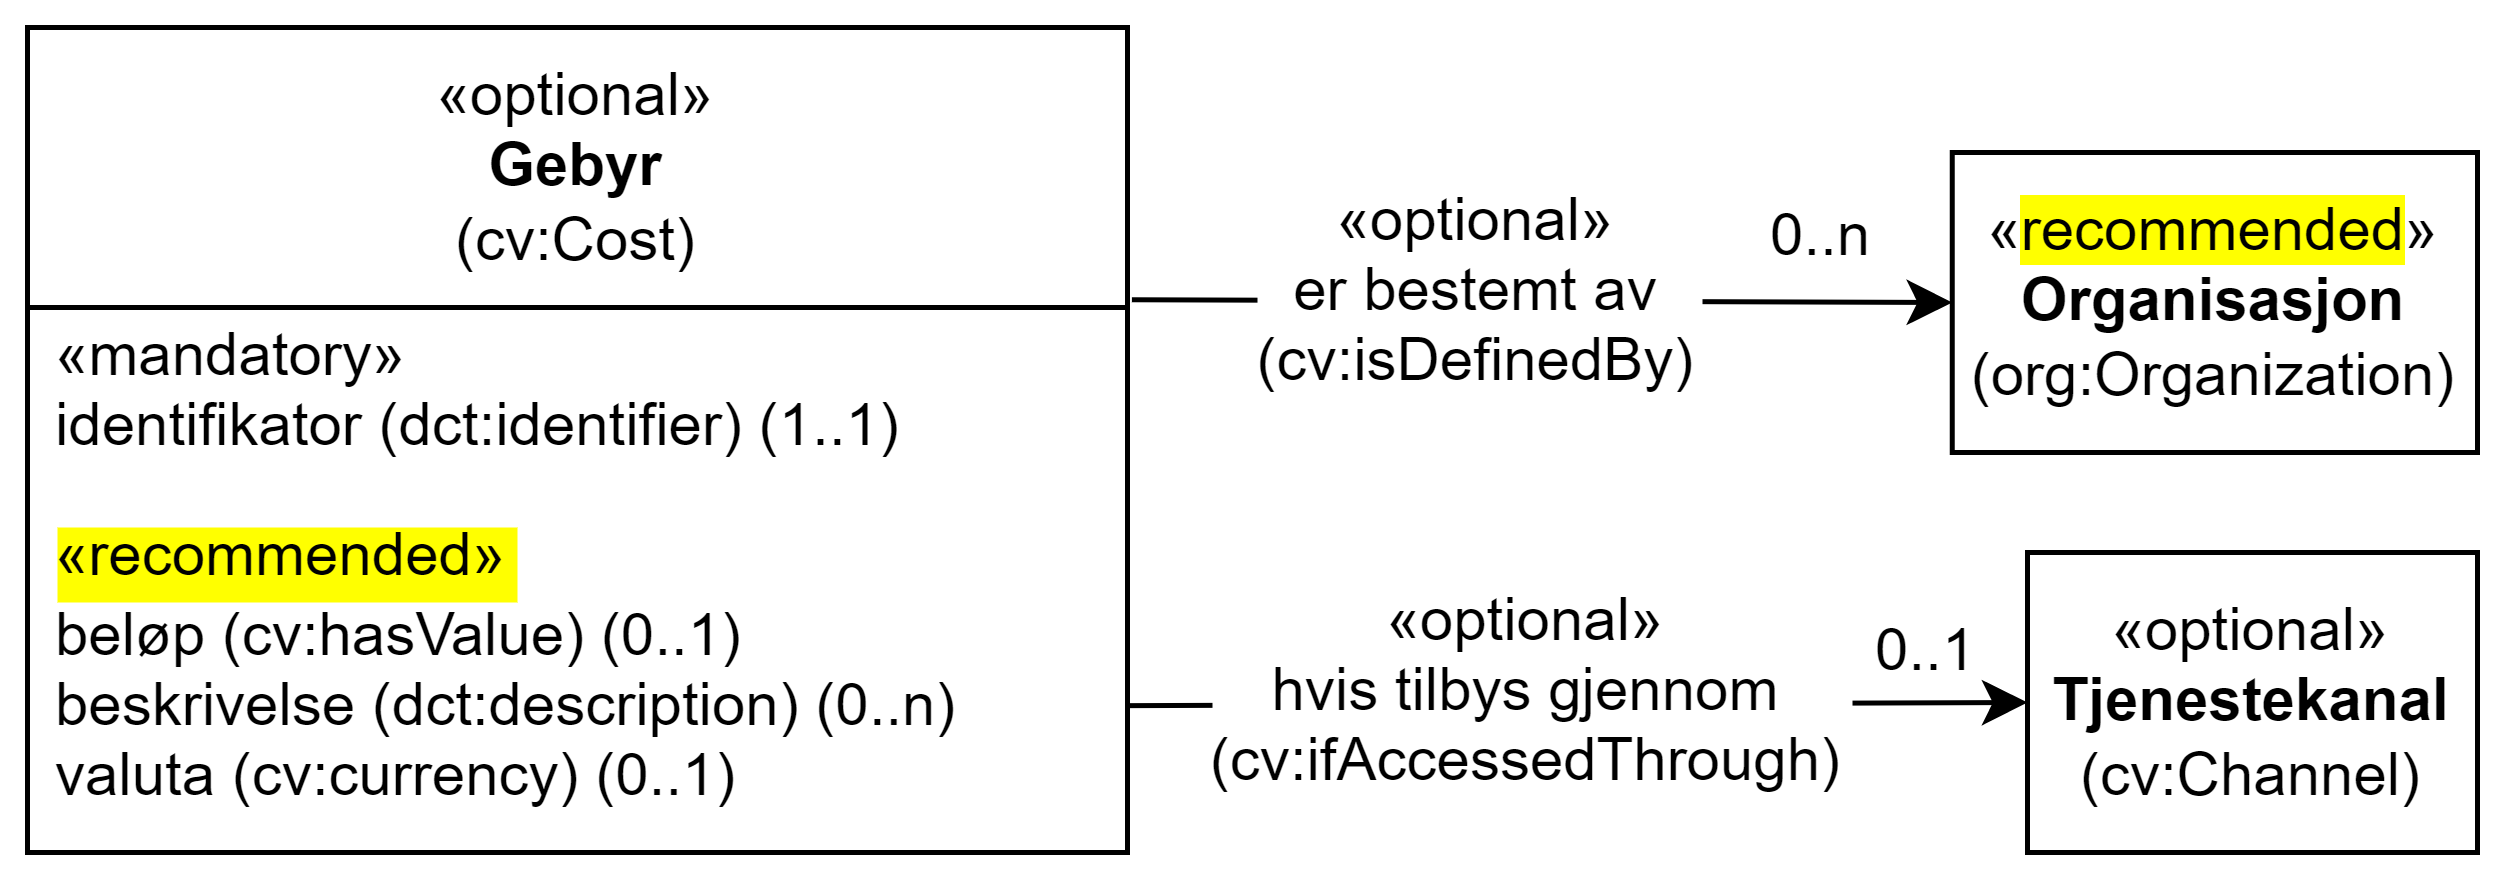 «optional»
Gebyr
(cv:Cost)
«mandatory»
identifikator (dct:identifier) (1..1)
«recommended»
beløp (cv:hasValue) (0..1)
beskrivelse (dct:description) (0..n)
valuta (cv:currency) (0..1)
«optional»
er bestemt av
(cv:isDefinedBy)
0..n
«recommended»
Organisasjon
(org:Organization)
«optional»
hvis tilbys gjennom
(cv:ifAccessedThrough)
0..1
«optional»
Tjenestekanal
(cv:Channel)